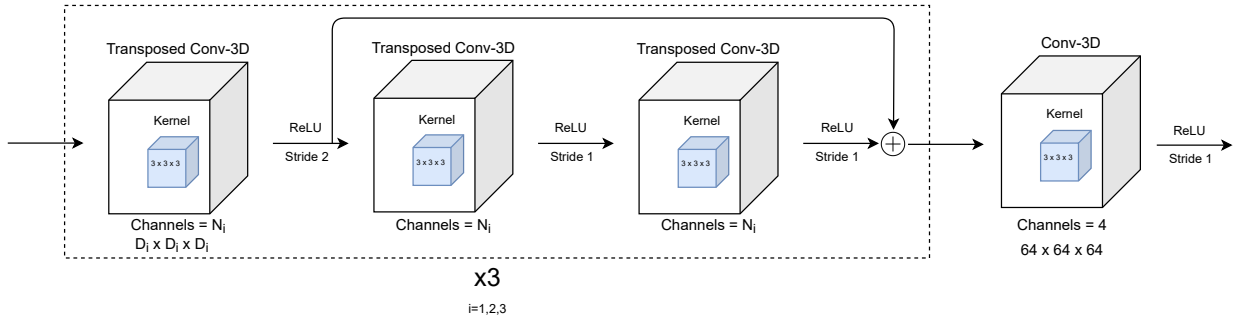 Transposed Conv-3D
Kernel
3 x 3 x 3
Channels = Nᵢ
Dᵢ x Dᵢ x Dᵢ
ReLU
Stride 2
Transposed Conv-3D
Kernel
3 x 3 x 3
Channels = Nᵢ
ReLU
Stride 1
Transposed Conv-3D
Kernel
3 x 3 x 3
Channels = Nᵢ
ReLU
Stride 1
x3
i=1,2,3
Conv-3D
Kernel
3 x 3 x 3
Channels = 4
64 x 64 x 64
ReLU
Stride 1